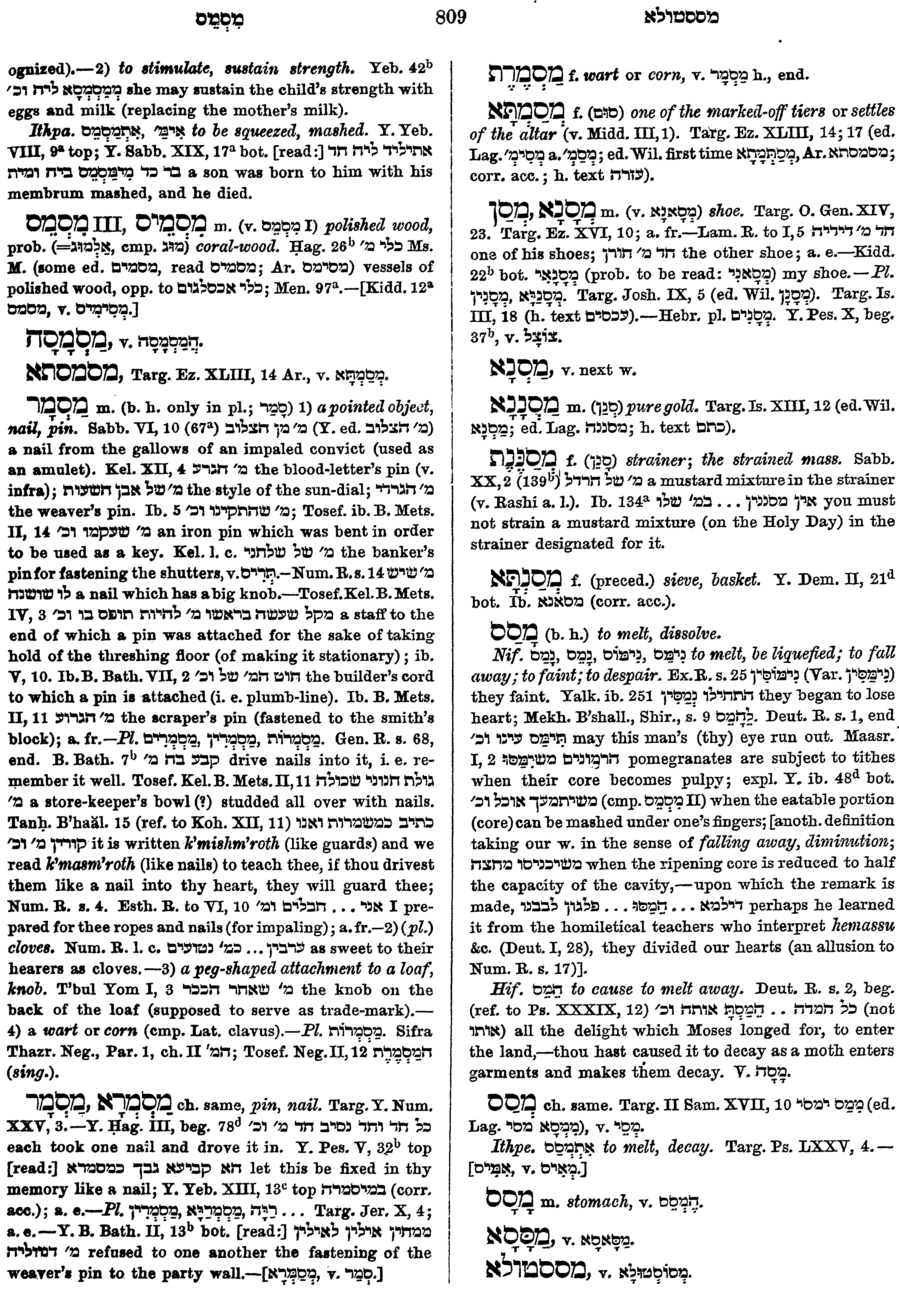 מַסְמֵס 809 מססטולא
ognized).—2) to stimulate, sustain strength. Yeb. 42b
מְמַסְמְסָא ליה וכ׳ she may sustain the child's strength with
eggs and milk (replacing the mother's milk).
Ithpa. אִתְמַסְמֵס, אִימַּ׳ to be squeezed, mashed. Y. Yeb.
VIII, 9a top; Y. Sabb. XIX, 17a bot. [read:] אתיליד ליה חד
בר כד מִימַּסְמֵס ביה ומית a son was born to him with his
membrum mashed, and he died.
מַסְמֵס III, מַסְמֵיס m. (v. מַסְמֵס I) polished wood,
prob. (=אַלְמוּג, cmp. מוּג) coral-wood. Ḥag. 26b כלי מ׳ Ms.
M. (some ed. מסמים, read מסמיס; Ar. מסימס) vessels of
polished wood, opp. to כלי אכסלגוס; Men. 97a.—[Kidd. 12a
מסמס, v. מְסִימִיס.]
מַסְמָסָה, v. הֲמַסְמָסָה.
מסמסתא, Targ. Ez. XLIII, 14 Ar., v. מְסַמְּתָא.
מַסְמֵר m. (b. h. only in pl.; סָמַר) 1) a pointed object,
nail, pin. Sabb. VI, 10 (67a) מ׳ מן הצלוב (Y. ed. מ׳ הצלוב)
a nail from the gallows of an impaled convict (used as
an amulet). Kel. XII, 4 מ׳ הגרע the blood-letter's pin (v.
infra); מ׳ של אבן השעות the style of the sun-dial; מ׳ הגרדי
the weaver's pin. Ib. 5 מ׳ שהתקינו וכ׳; Tosef. ib. B. Mets.
II, 14 מ׳ שעקמו וכ׳ an iron pin which was bent in order
to be used as a key. Kel. l. c. מ׳ של שלחני the banker's
pin for fastening the shutters, v. תְּרִיס.—Num. R. s. 14 מ׳ שיש
לו שושנה a nail which has a big knob.—Tosef. Kel. B. Mets.
IV, 3 מקל שעשה בראשו מ׳ להיות תופס בו וכ׳ a staff to the
end of which a pin was attached for the sake of taking
hold of the threshing floor (of making it stationary); ib.
V, 10. Ib. B. Bath. VII, 2 חוט המ׳ של וכ׳ the builder's cord
to which a pin is attached (i. e. plumb-line). Ib. B. Mets.
II, 11 מ׳ הגרוע the scraper's pin (fastened to the smith's
block); a. fr.—Pl. מַסְמְרִים, מַסְמְרִין, מַסְמְרוֹת. Gen. R. s. 68,
end. B. Bath. 7b קבע בה מ׳ drive nails into it, i. e. re-
member it well. Tosef. Kel. B. Mets. II, 11 גולת חנוני שכולה
מ׳ a store-keeper's bowl (?) studded all over with nails.
Tanḥ. B'haăl. 15 (ref. to Koh. XII, 11) כתיב כמשמרות ואנו
קורין מ׳ וכ׳ it is written k'mishm'roth (like guards) and we
read k'masm'roth (like nails) to teach thee, if thou drivest
them like a nail into thy heart, they will guard thee;
Num. R. s. 4. Esth. R. to VI, 10 אני ... חבלים ומ׳ I pre-
pared for thee ropes and nails (for impaling); a. fr.—2) (pl.)
cloves. Num. R. l. c. ערבין ... כמ׳ נטועים as sweet to their
hearers as cloves.—3) a peg-shaped attachment to a loaf,
knob. T'bul Yom I, 3 מ׳ שאחר הככר the knob on the
back of the loaf (supposed to serve as trade-mark).—
4) a wart or corn (cmp. Lat. clavus).—Pl. מַסְמְרוֹת. Sifra
Thazr. Neg., Par. 1, ch. II המ׳; Tosef. Neg. II, 12 הַמַּסְמֶרֶת
(sing.).
מַסְמְרָא, מַסְמֵר ch. same, pin, nail. Targ. Y. Num.
XXV, 3.—Y. Ḥag. III, beg. 78d כל חד וחד נסיב חד מ׳ וכ׳
each took one nail and drove it in. Y. Pes. V, 32b top
[read:] הא קביעא גבך כמסמרא let this be fixed in thy
memory like a nail; Y. Yeb. XIII, 13c top במיסמרה (corr.
acc.); a. e.—Pl. מַסְמְרִין, מַסְמְרַיָּא, ... רַיָּה Targ. Jer. X, 4;
a. e.—Y. B. Bath. II, 13b bot. [read:] ממחין אילין לאילין
מ׳ דטוליה refused to one another the fastening of the
weaver's pin to the party wall.—[מְסַמְּרָא, v. סְמַר.]
מַסְמֶרֶת f. wart or corn, v. מַסְמֵר h., end.
מְסַמְּתָא f. (סוּם) one of the marked-off tiers or settles
of the altar (v. Midd. III, 1). Targ. Ez. XLIII, 14; 17 (ed.
Lag. מְסִימְ׳ a. מְסַמְ׳; ed. Wil. first time מְסַתְּמָתָא, Ar. מסמסתא;
corr. acc.; h. text עזרה).
מְסָנָא, מְסָן m. (v. מְסָאנָא) shoe. Targ. O. Gen. XIV,
23. Targ. Ez. XVI, 10; a. fr.—Lam. R. to I, 5 חד מ׳ דידיה
one of his shoes; חד מ׳ חורן the other shoe; a. e.—Kidd.
22b bot. מְסָנַאי (prob. to be read: מְסָאנִי) my shoe.—Pl.
מְסָנַיָּא, מְסָנִין. Targ. Josh. IX, 5 (ed. Wil. מְסָנָן). Targ. Is.
III, 18 (h. text עכסים).—Hebr. pl. מְסָנִים. Y. Pes. X, beg.
37b, v. צוֹצָל.
מַסְנָא, v. next w.
מְסַנְנָא m. (סְנַן) pure gold. Targ. Is. XIII, 12 (ed. Wil.
מַסְנָא; ed. Lag. מסננה; h. text כתם).
מְסַנֶּנֶת f. (סָנַן) strainer; the strained mass. Sabb.
XX, 2 (139b) מ׳ של חרדל a mustard mixture in the strainer
(v. Rashi a. l.). Ib. 134a אין מסננין ... במ׳ שלו you must
not strain a mustard mixture (on the Holy Day) in the
strainer designated for it.
מְסַנְּתָא f. (preced.) sieve, basket. Y. Dem. II, 21d
bot. Ib. מסאנא (corr. acc.).
מָסַס (b. h.) to melt, dissolve.
Nif. נָמַס, נָמֵס, נִימּוֹס, נִימַּס to melt, be liquefied; to fall
away; to faint; to despair. Ex. R. s. 25 נִימּוֹסִין (Var. נִימַּסִּין)
they faint. Yalk. ib. 251 התחילו נְמַסִּין they began to lose
heart; Mekh. B'shall., Shir., s. 9 לְהָמֵס. Deut. R. s. 1, end
תִּימַּס עינו וכ׳ may this man's (thy) eye run out. Maasr.
I, 2 הרמונים משיִמַּסּוּ pomegranates are subject to tithes
when their core becomes pulpy; expl. Y. ib. 48d bot.
משיתמעך אוכל וכ׳ (cmp. מַסְמֵס II) when the eatable portion
(core) can be mashed under one's fingers; [anoth. definition
taking our w. in the sense of falling away, diminution;
משיכניסו מחצה when the ripening core is reduced to half
the capacity of the cavity,—upon which the remark is
made, דילמא ... הֵמַסּוּ ... פלגון לבבנו perhaps he learned
it from the homiletical teachers who interpret hemassu
&c. (Deut. I, 28), they divided our hearts (an allusion to
Num. R. s. 17)].
Hif. הֵמֵס to cause to melt away. Deut. R. s. 2, beg.
(ref. to Ps. XXXIX, 12) כל חמדה .. הֵמַסְתָּ אותה וכ׳ (not
אותו) all the delight which Moses longed for, to enter
the land,—thou hast caused it to decay as a moth enters
garments and makes them decay. V. מָסָה.
מְסַס ch. same. Targ. II Sam. XVII, 10 מִמַּס יִמַּסִי (ed.
Lag. מִמְסָא מסי), v. מְסֵי.
Ithpe. אִתְמְסֵס to melt, decay. Targ. Ps. LXXV, 4.—
[אִמְּיִס, v. מְאִיס.]
מָסָס m. stomach, v. הֶמְסֵס.
מַסָּסָא, v. מַסָּאסָא.
מססטולא, v. מִסּוֹסְטוּלָא.